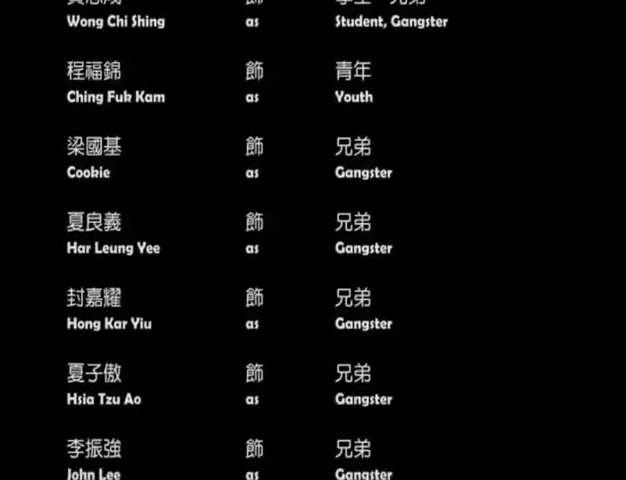 Wong Chi Shing as Student, Gangster
程福錦 飾 青年
Ching Fuk Kam as Youth
梁國基 飾 兄弟
Cookie as Gangster
夏良義 飾 兄弟
Har Leung Yee as Gangster
封嘉耀 飾 兄弟
Hong Kar Yiu as Gangster
夏子傲 飾 兄弟
Hsia Tzu Ao as Gangster
李振強 飾 兄弟
John Lee as Gangster